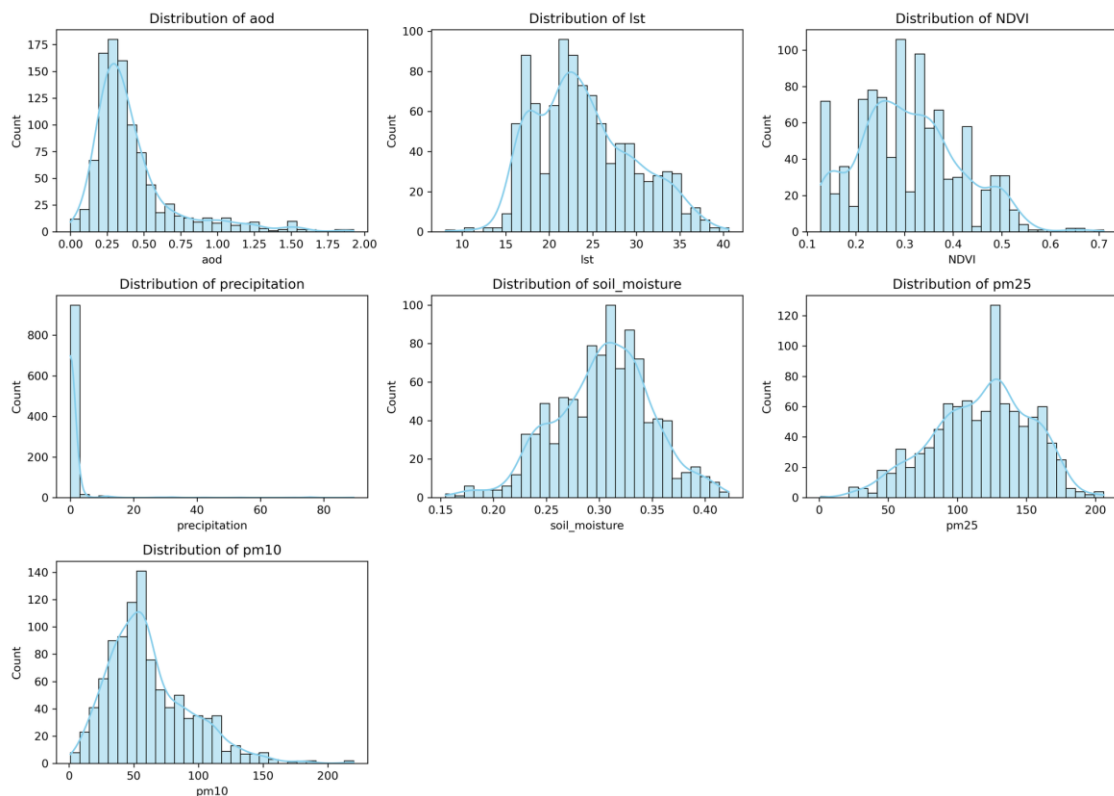 Distribution of aod
Count
175
150
125
100
75
50
25
0
0.00 0.25 0.50 0.75 1.00 1.25 1.50 1.75 2.00
aod
Distribution of lst
Count
100
80
60
40
20
0
10 15 20 25 30 35 40
lst
Distribution of NDVI
Count
100
80
60
40
20
0
0.1 0.2 0.3 0.4 0.5 0.6 0.7
NDVI
Distribution of precipitation
Count
800
600
400
200
0
0 20 40 60 80
precipitation
Distribution of soil_moisture
Count
100
80
60
40
20
0
0.15 0.20 0.25 0.30 0.35 0.40
soil_moisture
Distribution of pm25
Count
120
100
80
60
40
20
0
0 50 100 150 200
pm25
Distribution of pm10
Count
140
120
100
80
60
40
20
0
0 50 100 150 200
pm10